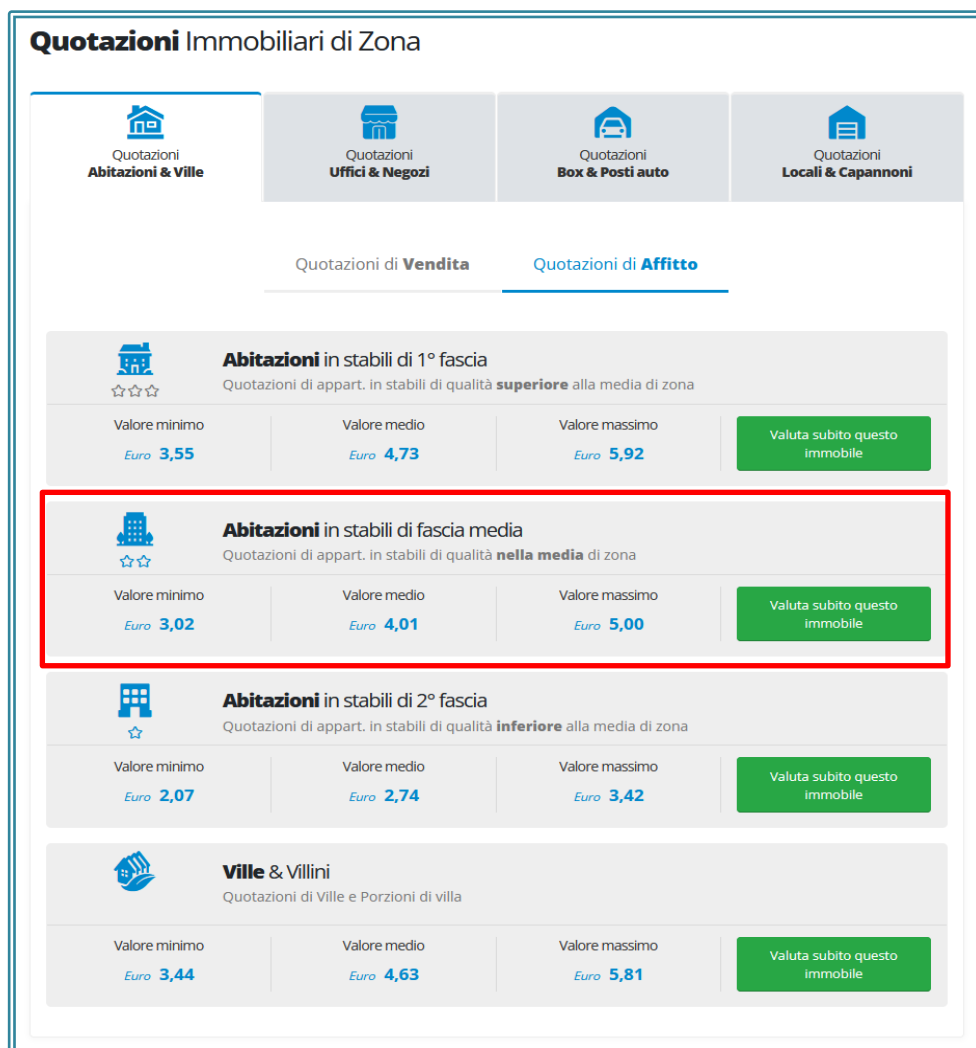 Quotazioni Immobiliari di Zona
Quotazioni
Abitazioni & Ville
Quotazioni
Uffici & Negozi
Quotazioni
Box & Posti auto
Quotazioni
Locali & Capannoni
Quotazioni di Vendita
Quotazioni di Affitto
Abitazioni in stabili di 1° fascia
Quotazioni di appart. in stabili di qualità superiore alla media di zona
Valore minimo
Euro 3,55
Valore medio
Euro 4,73
Valore massimo
Euro 5,92
Valuta subito questo
immobile
Abitazioni in stabili di fascia media
Quotazioni di appart. in stabili di qualità nella media di zona
Valore minimo
Euro 3,02
Valore medio
Euro 4,01
Valore massimo
Euro 5,00
Valuta subito questo
immobile
Abitazioni in stabili di 2° fascia
Quotazioni di appart. in stabili di qualità inferiore alla media di zona
Valore minimo
Euro 2,07
Valore medio
Euro 2,74
Valore massimo
Euro 3,42
Valuta subito questo
immobile
Ville & Villini
Quotazioni di Ville e Porzioni di villa
Valore minimo
Euro 3,44
Valore medio
Euro 4,63
Valore massimo
Euro 5,81
Valuta subito questo
immobile